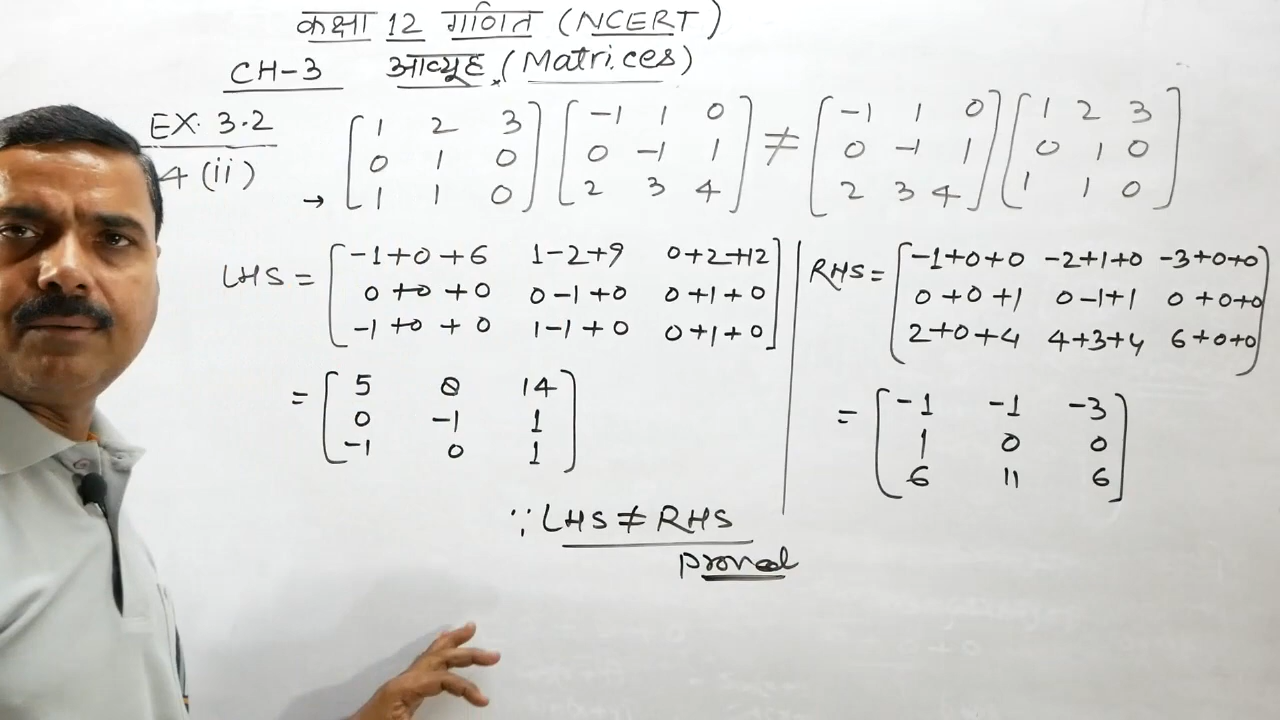 कक्षा 12 गणित (NCERT)
CH-3 आव्यूह (Matrices)
EX. 3.2
4 (ii)
→ [1 2 3] [-1 1 0] ≠ [-1 1 0] [1 2 3]
[0 1 0] [0 -1 1] [0 -1 1] [0 1 0]
[1 1 0] [2 3 4] [2 3 4] [1 1 0]
LHS = [-1+0+6 1-2+9 0+2+12]
[0+0+0 0-1+0 0+1+0]
[-1+0+0 1-1+0 0+1+0]
= [5 8 14]
[0 -1 1]
[-1 0 1]
RHS = [-1+0+0 -2+1+0 -3+0+0]
[0+0+1 0-1+1 0+0+0]
[2+0+4 4+3+4 6+0+0]
= [-1 -1 -3]
[1 0 0]
[6 11 6]
∵ LHS ≠ RHS
Proved